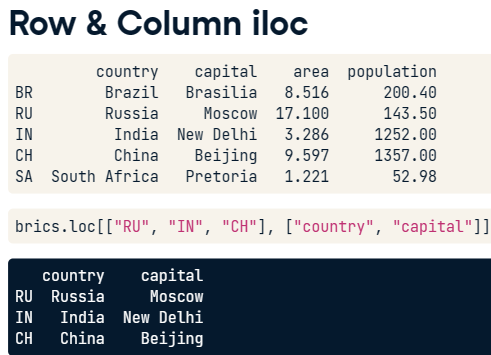 Row & Column iloc
country capital area population
BR Brazil Brasilia 8.516 200.40
RU Russia Moscow 17.100 143.50
IN India New Delhi 3.286 1252.00
CH China Beijing 9.597 1357.00
SA South Africa Pretoria 1.221 52.98
brics.loc[["RU", "IN", "CH"], ["country", "capital"]]
country capital
RU Russia Moscow
IN India New Delhi
CH China Beijing